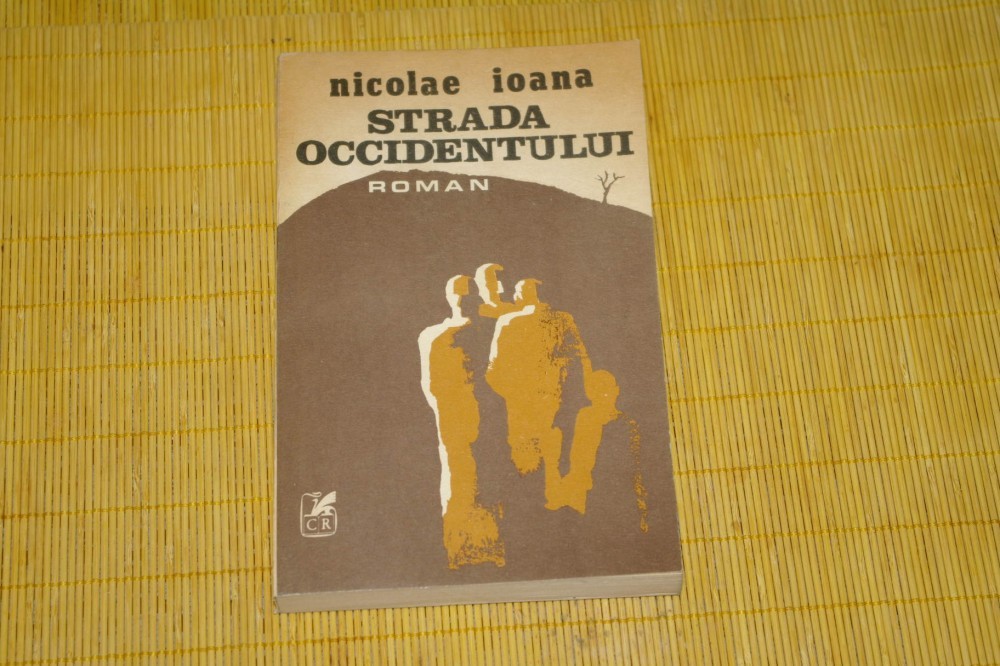 nicolae ioana
STRADA
OCCIDENTULUI
ROMAN
CR